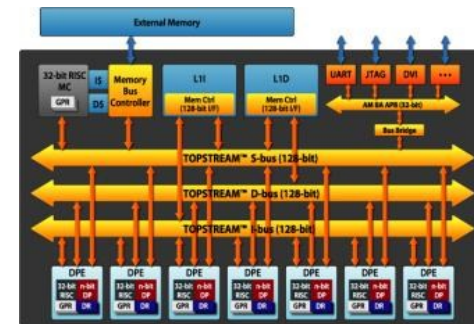 External Memory
32-bit RISC
MC
GPR
IS
DS
Memory
Bus
Controller
L1I
Mem Ctrl
(128-bit I/F)
L1D
Mem Ctrl
(128-bit I/F)
UART
JTAG
DVI
•••
AM BA APB (32-bit)
Bus Bridge
TOPSTREAM™ S-bus (128-bit)
TOPSTREAM™ D-bus (128-bit)
TOPSTREAM™ I-bus (128-bit)
DPE
32-bit n-bit
RISC DP
GPR DR
DPE
32-bit n-bit
RISC DP
GPR DR
DPE
32-bit n-bit
RISC DP
GPR DR
DPE
32-bit n-bit
RISC DP
GPR DR
DPE
32-bit n-bit
RISC DP
GPR DR
DPE
32-bit n-bit
RISC DP
GPR DR
DPE
32-bit n-bit
RISC DP
GPR DR